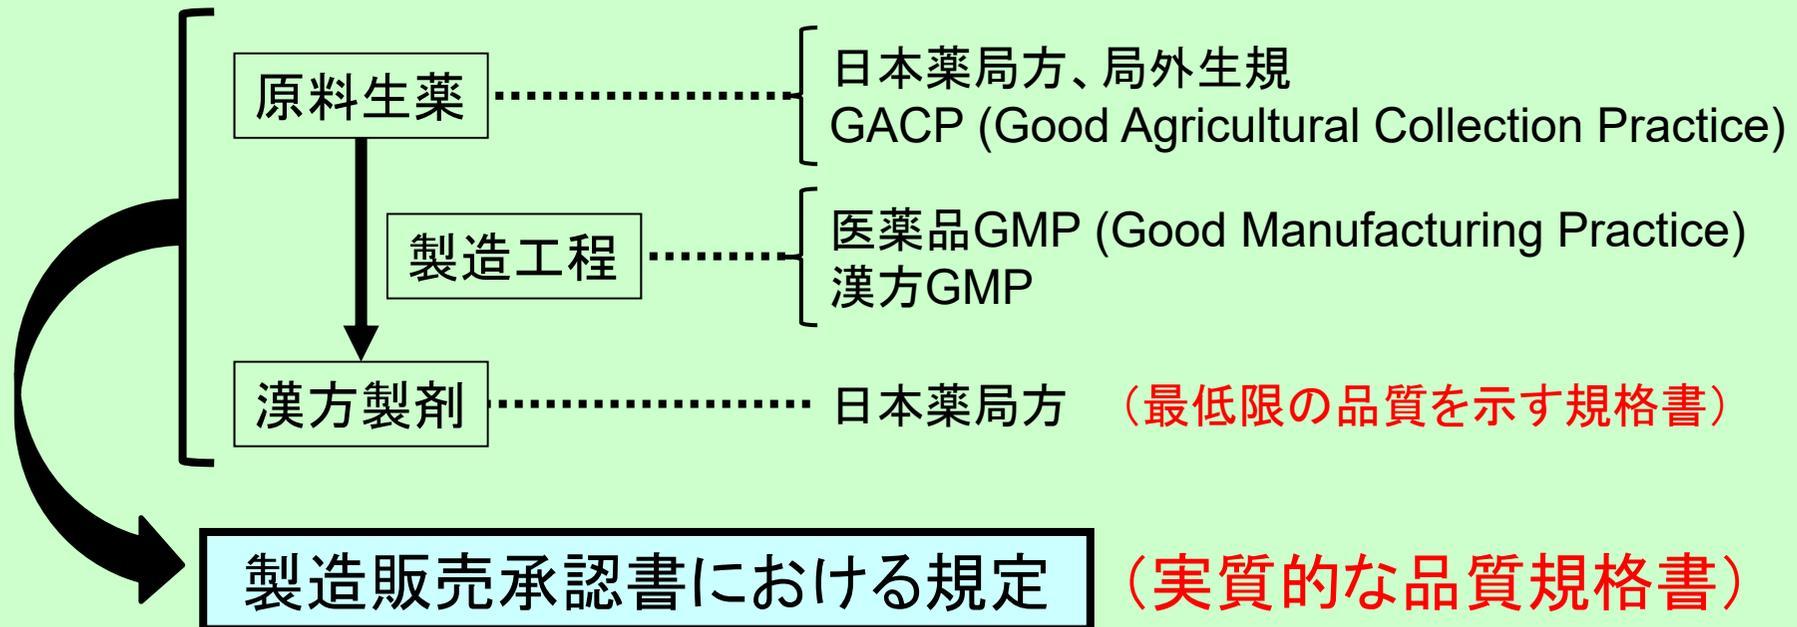 原料生薬
日本薬局方、局外生規
GACP (Good Agricultural Collection Practice)
製造工程
医薬品GMP (Good Manufacturing Practice)
漢方GMP
漢方製剤
日本薬局方 （最低限の品質を示す規格書）
製造販売承認書における規定 （実質的な品質規格書）